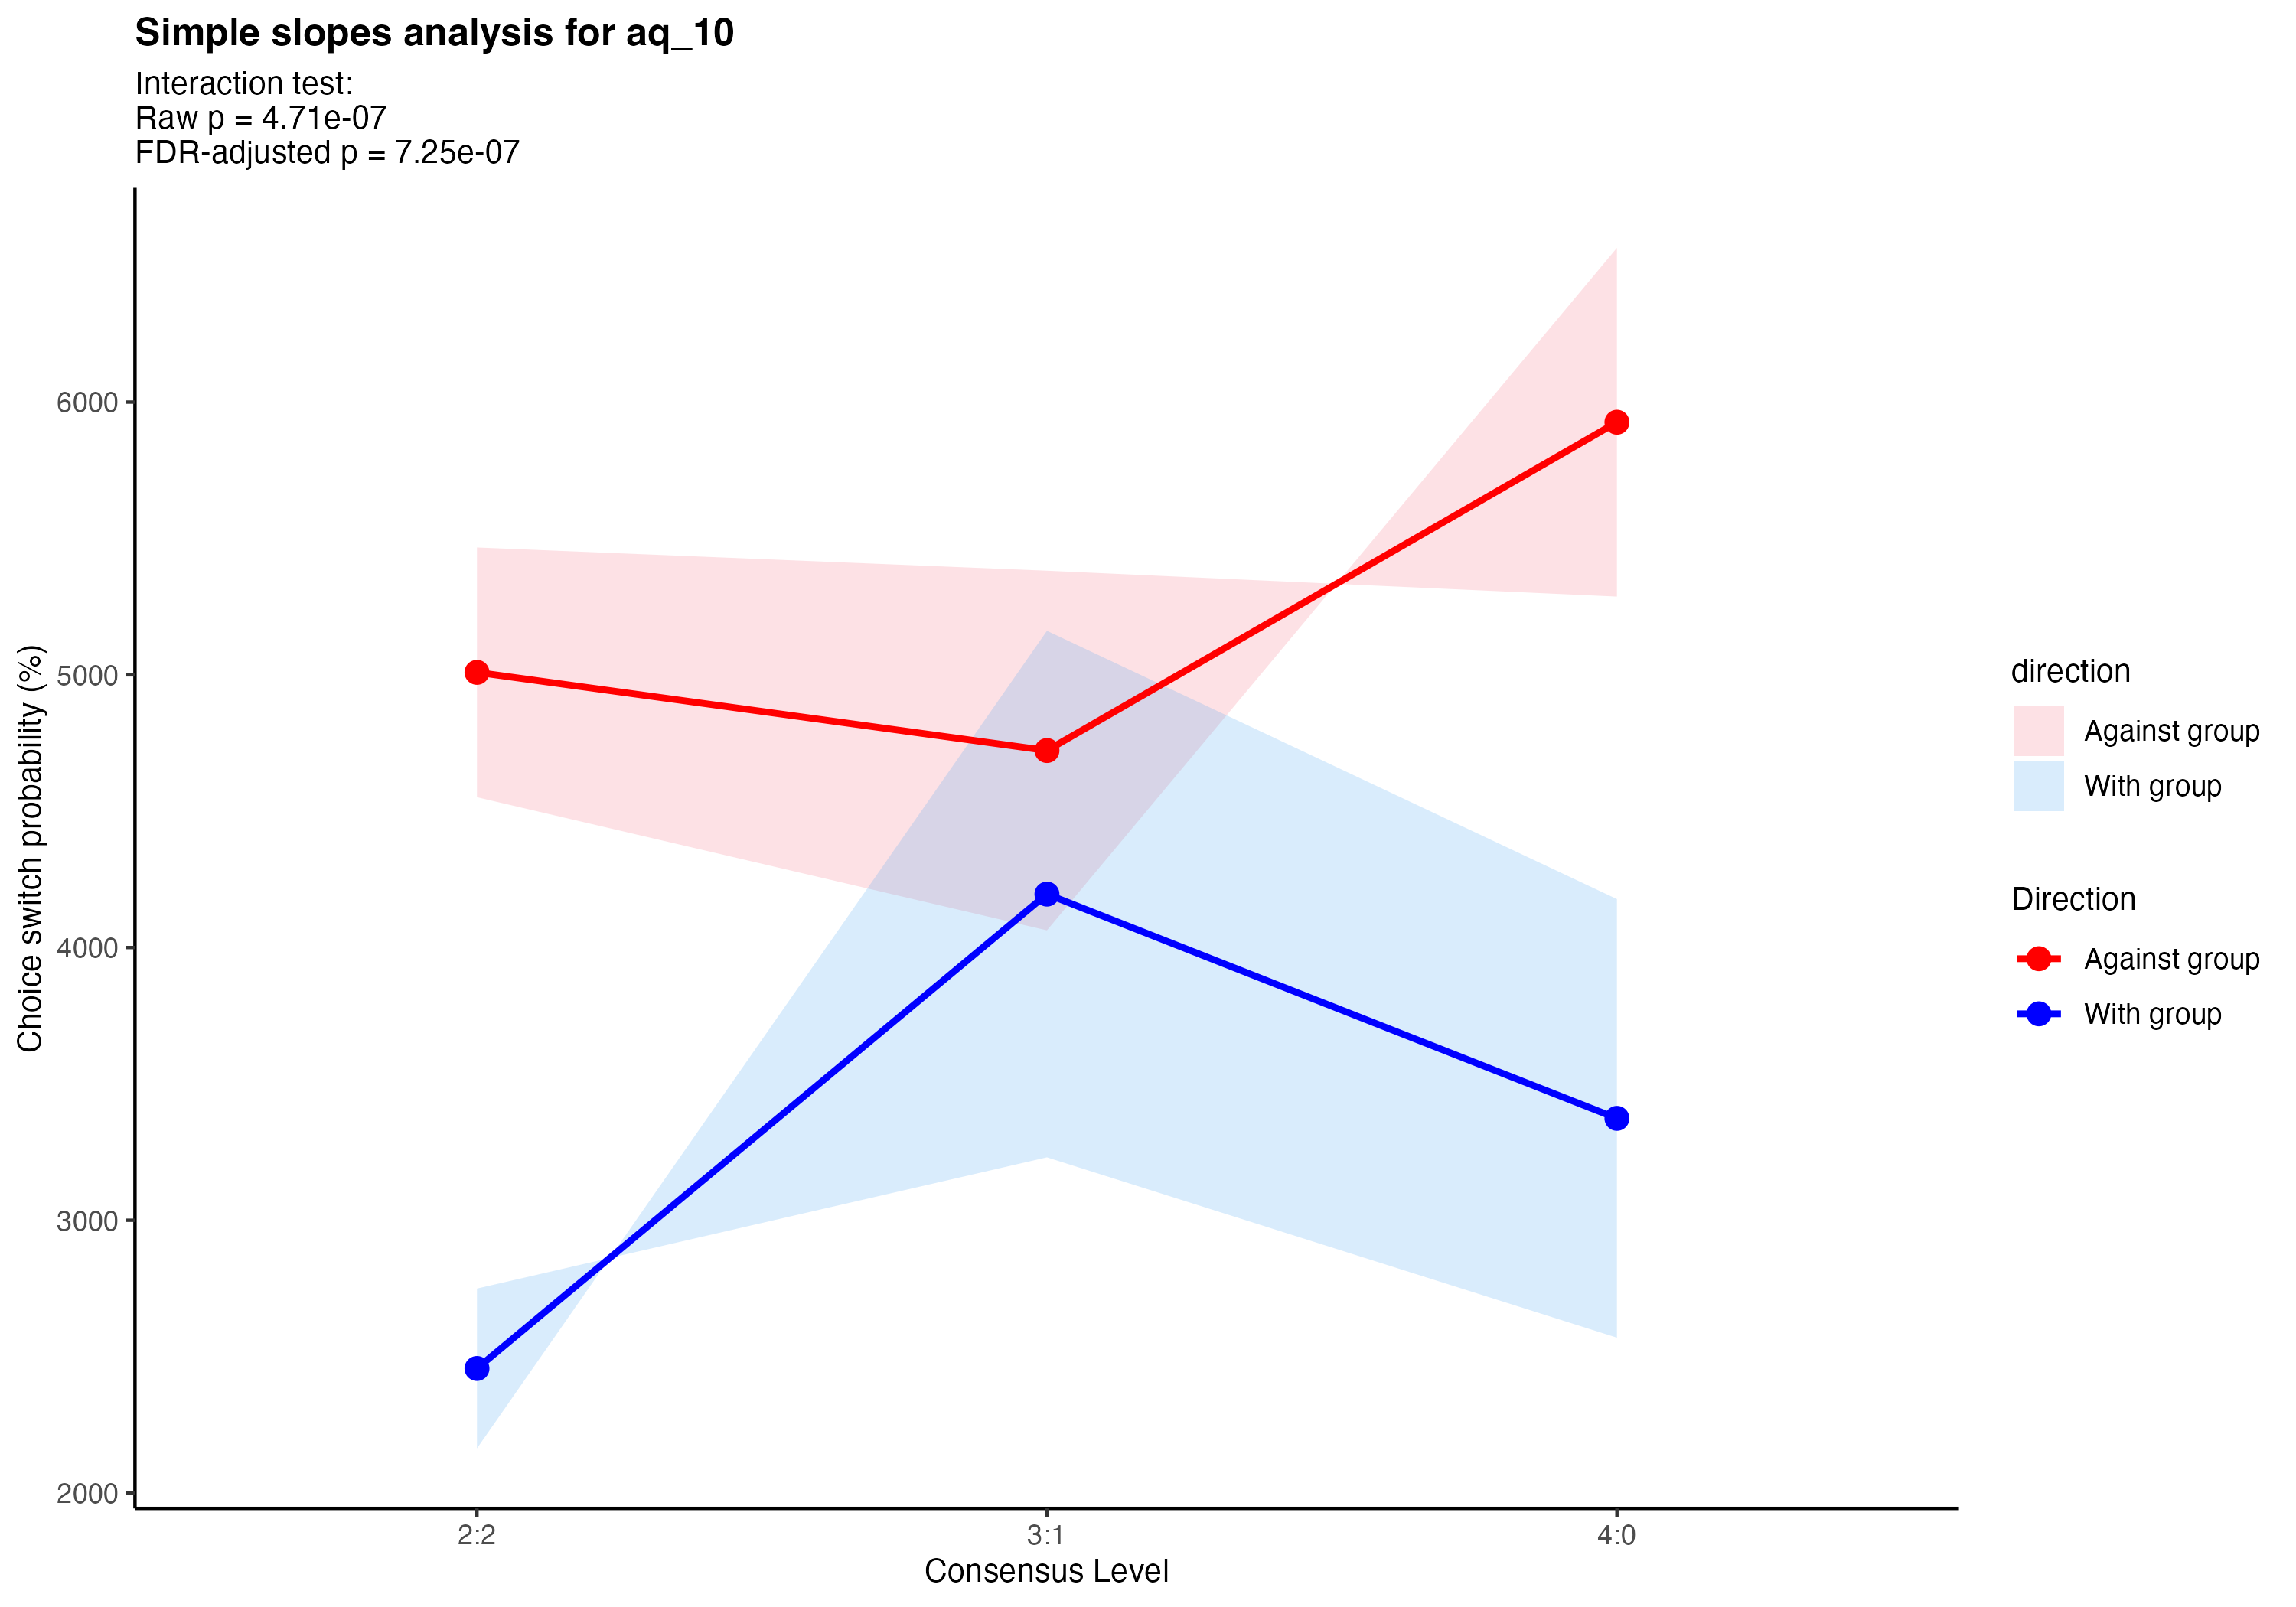 Simple slopes analysis for aq_10
Interaction test:
Raw p = 4.71e-07
FDR-adjusted p = 7.25e-07
Choice switch probability (%)
6000
5000
4000
3000
2000
2:2
3:1
4:0
Consensus Level
direction
Against group
With group
Direction
Against group
With group